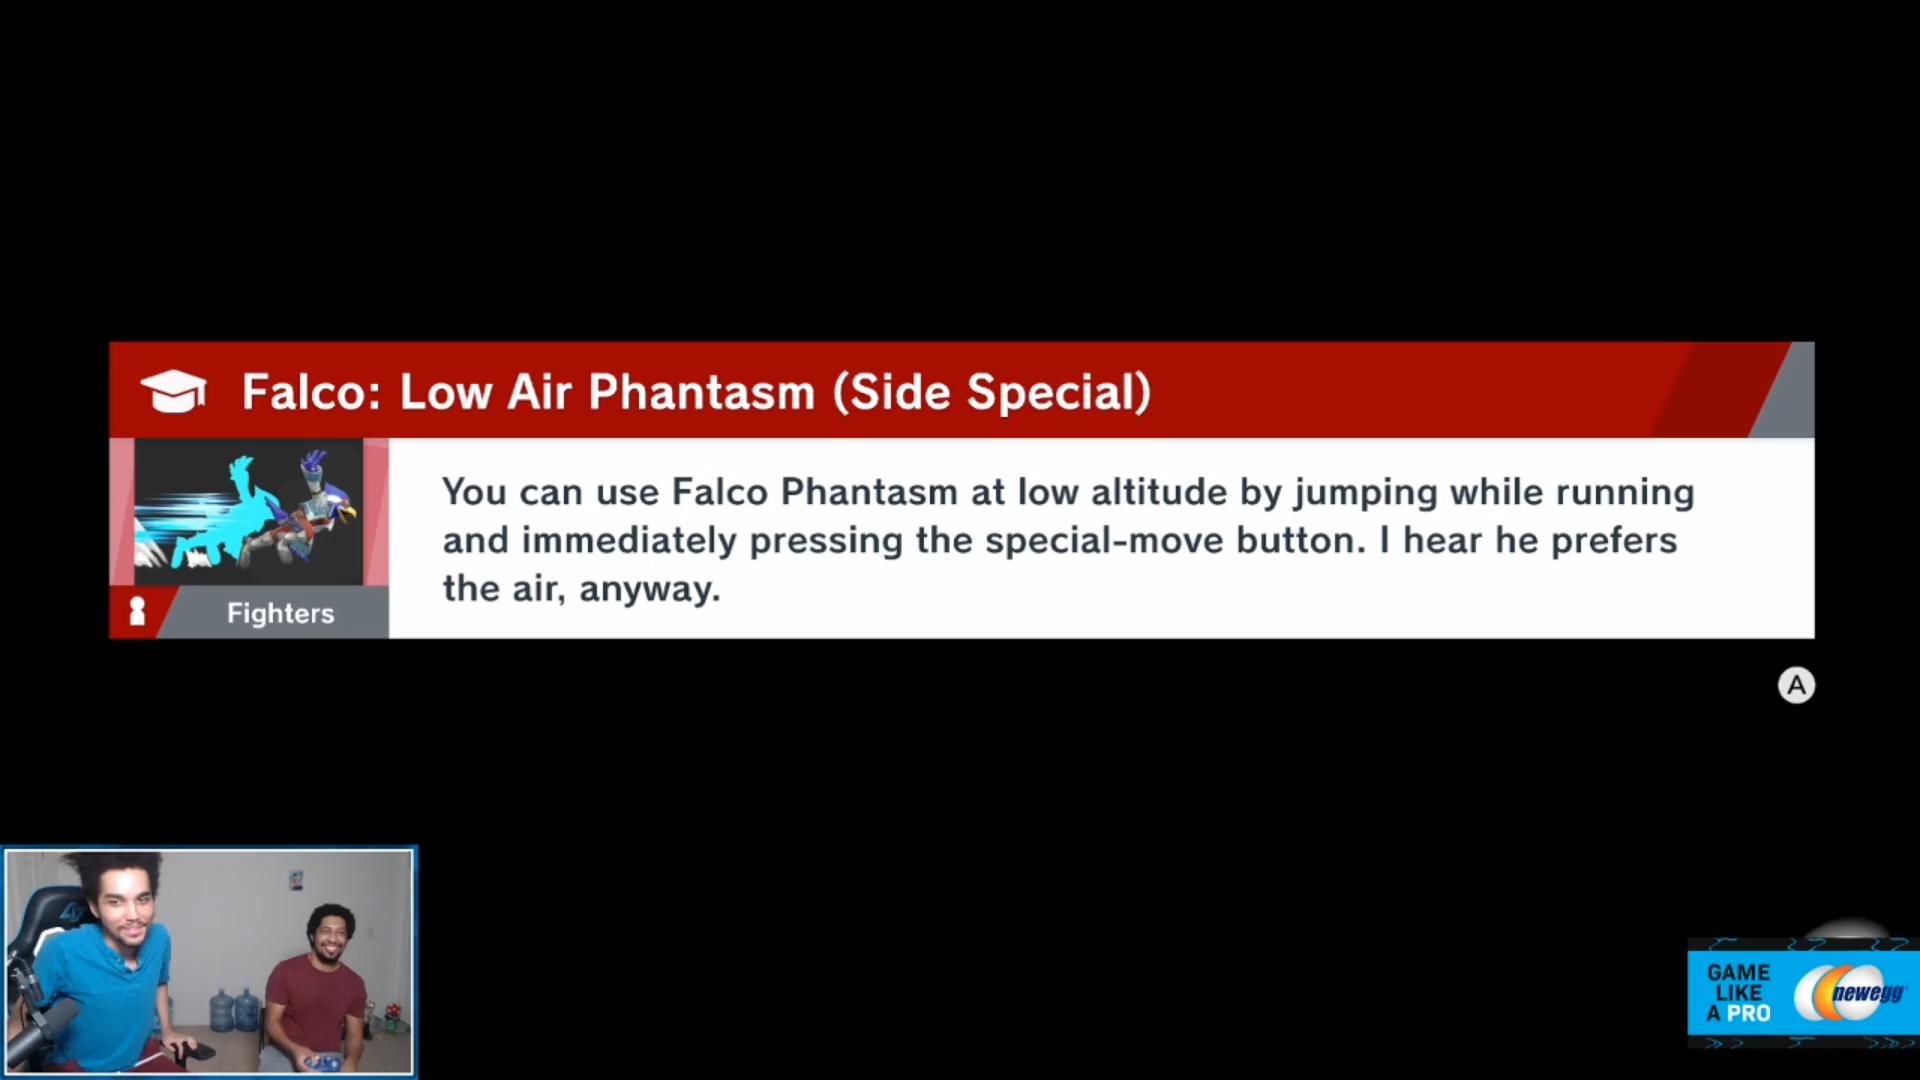 Falco: Low Air Phantasm (Side Special)
You can use Falco Phantasm at low altitude by jumping while running
and immediately pressing the special-move button. I hear he prefers
the air, anyway.
Fighters
A
GAME
LIKE
A PRO
newegg